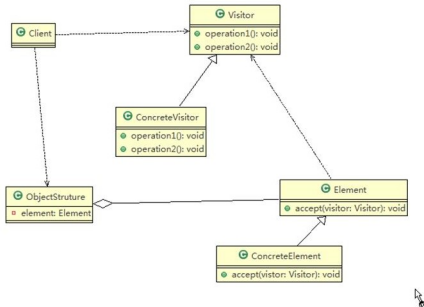 C Visitor
operation1(): void
operation2(): void
C Client
C ConcreteVisitor
operation1(): void
operation2(): void
C ObjectStruture
element: Element
C Element
accept(visitor: Visitor): void
C ConcreteElement
accept(vistor: Visitor): void